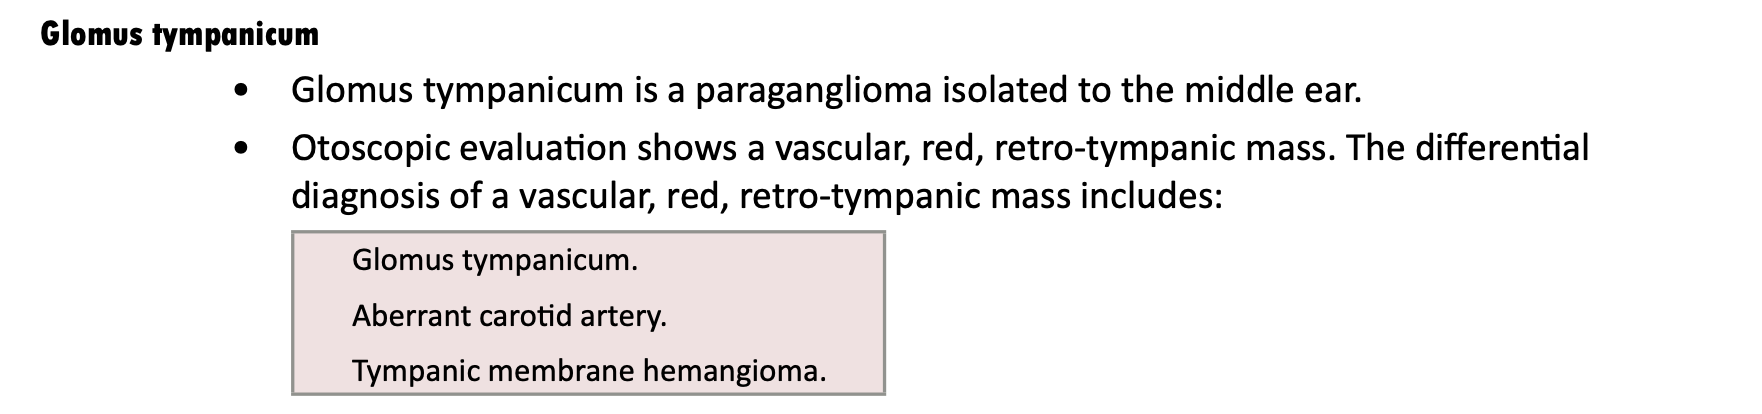 Glomus tympanicum
• Glomus tympanicum is a paraganglioma isolated to the middle ear.
• Otoscopic evaluation shows a vascular, red, retro-tympanic mass. The differential
diagnosis of a vascular, red, retro-tympanic mass includes:
Glomus tympanicum.
Aberrant carotid artery.
Tympanic membrane hemangioma.